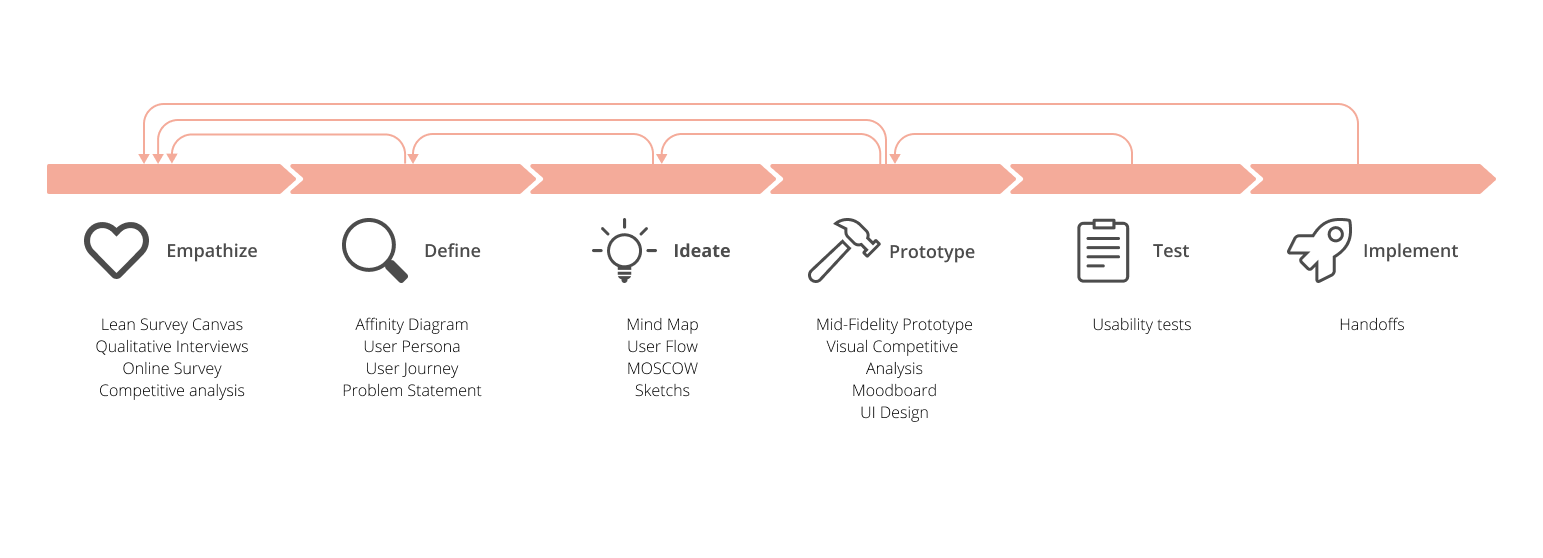 Empathize
Lean Survey Canvas
Qualitative Interviews
Online Survey
Competitive analysis
Define
Affinity Diagram
User Persona
User Journey
Problem Statement
Ideate
Mind Map
User Flow
MOSCOW
Sketchs
Prototype
Mid-Fidelity Prototype
Visual Competitive
Analysis
Moodboard
UI Design
Test
Usability tests
Implement
Handoffs